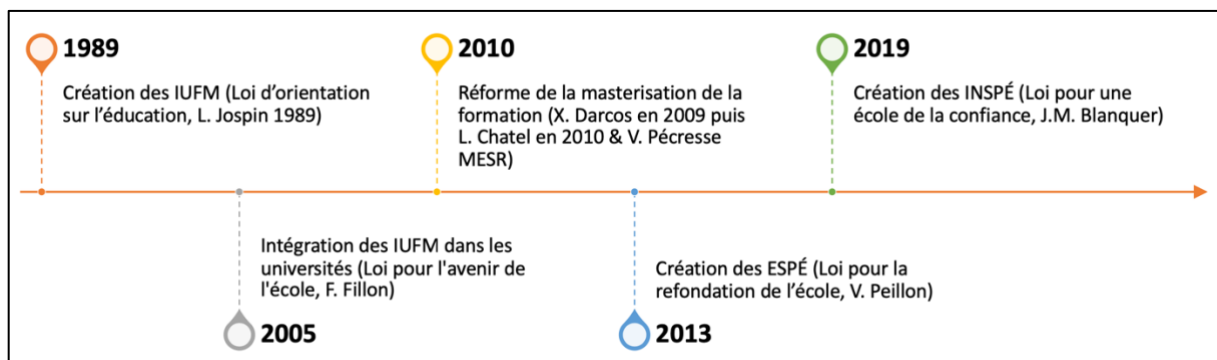 1989
Création des IUFM (Loi d’orientation
sur l’éducation, L. Jospin 1989)
2010
Réforme de la masterisation de la
formation (X. Darcos en 2009 puis
L. Chatel en 2010 & V. Pécresse
MESR)
2019
Création des INSPÉ (Loi pour une
école de la confiance, J.M. Blanquer)
Intégration des IUFM dans les
universités (Loi pour l'avenir de
l'école, F. Fillon)
2005
Création des ESPÉ (Loi pour la
refondation de l’école, V. Peillon)
2013